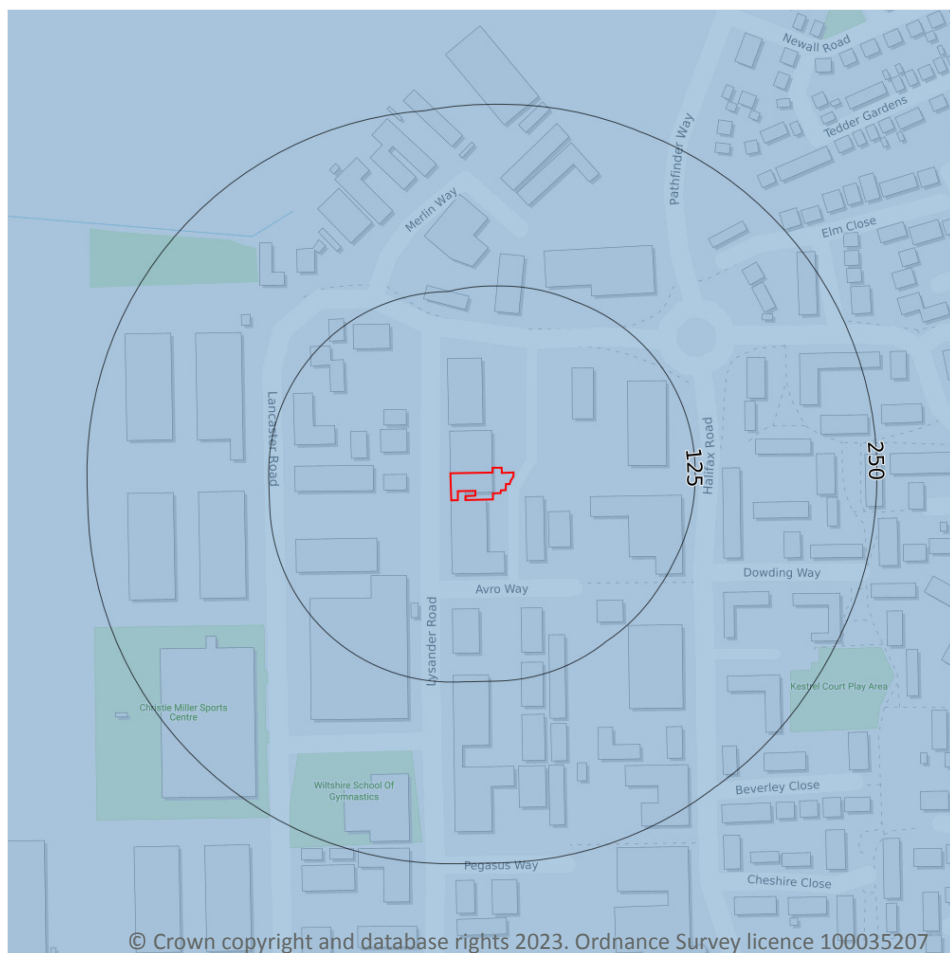 Newall Road
Tedder Gardens
Pathfinder Way
Merlin Way
Elm Close
Lancaster Road
125
Halifax Road
250
Avro Way
Dowding Way
Lysander Road
Kestrel Court Play Area
Christie Miller Sports
Centre
Wiltshire School Of
Gymnastics
Beverley Close
Pegasus Way
Cheshire Close
© Crown copyright and database rights 2023. Ordnance Survey licence 100035207